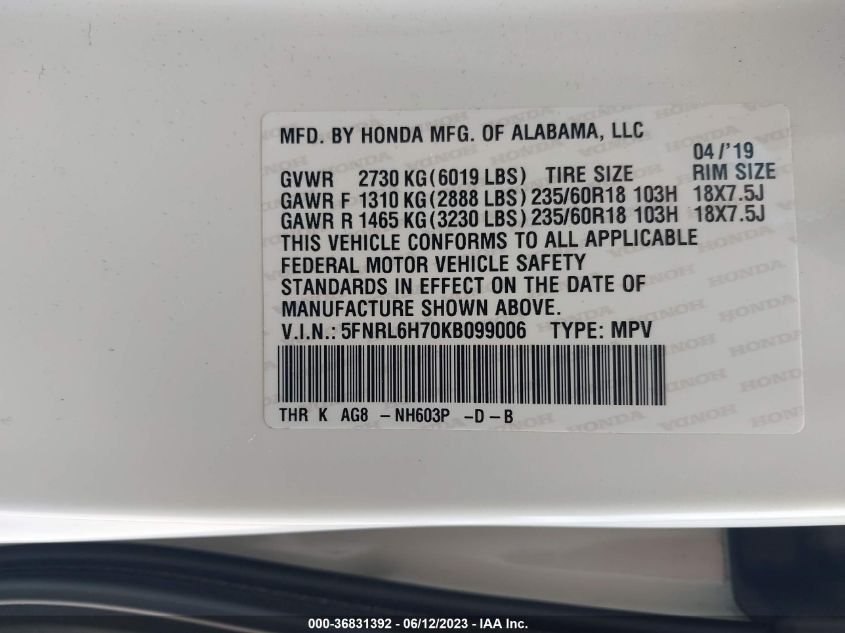 MFD. BY HONDA MFG. OF ALABAMA, LLC
04/'19
GVWR 2730 KG(6019 LBS) TIRE SIZE RIM SIZE
GAWR F 1310 KG(2888 LBS) 235/60R18 103H 18X7.5J
GAWR R 1465 KG(3230 LBS) 235/60R18 103H 18X7.5J
THIS VEHICLE CONFORMS TO ALL APPLICABLE
FEDERAL MOTOR VEHICLE SAFETY
STANDARDS IN EFFECT ON THE DATE OF
MANUFACTURE SHOWN ABOVE.
V.I.N.: 5FNRL6H70KB099006 TYPE: MPV
THR K AG8 -NH603P -D-B
000-36831392 - 06/12/2023 - IAA Inc.